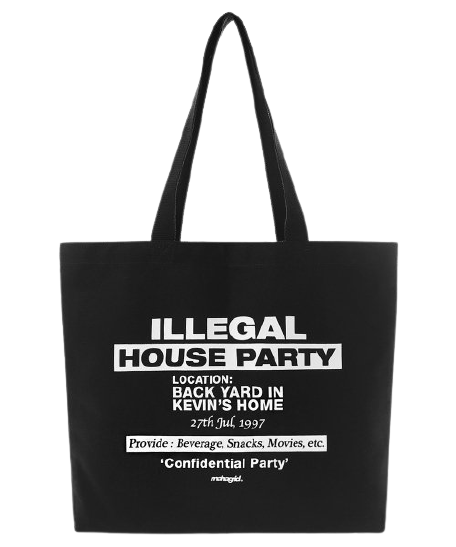 ILLEGAL
HOUSE PARTY
LOCATION:
BACK YARD IN
KEVIN'S HOME
27th Jul, 1997
Provide : Beverage, Snacks, Movies, etc.
'Confidential Party'
mahagrid.